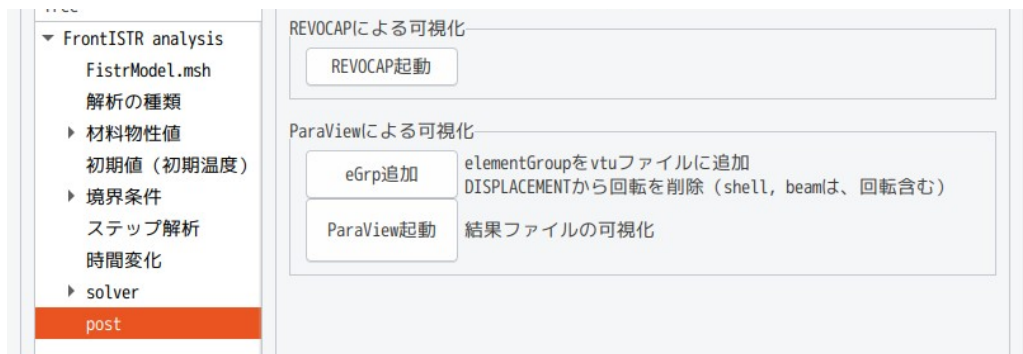 FrontISTR analysis
FistrModel.msh
解析の種類
材料物性値
初期値（初期温度）
境界条件
ステップ解析
時間変化
solver
post
REVOCAPによる可視化
REVOCAP起動
ParaViewによる可視化
eGrp追加
elementGroupをvtuファイルに追加
DISPLACEMENTから回転を削除（shell, beamは、回転含む）
ParaView起動
結果ファイルの可視化